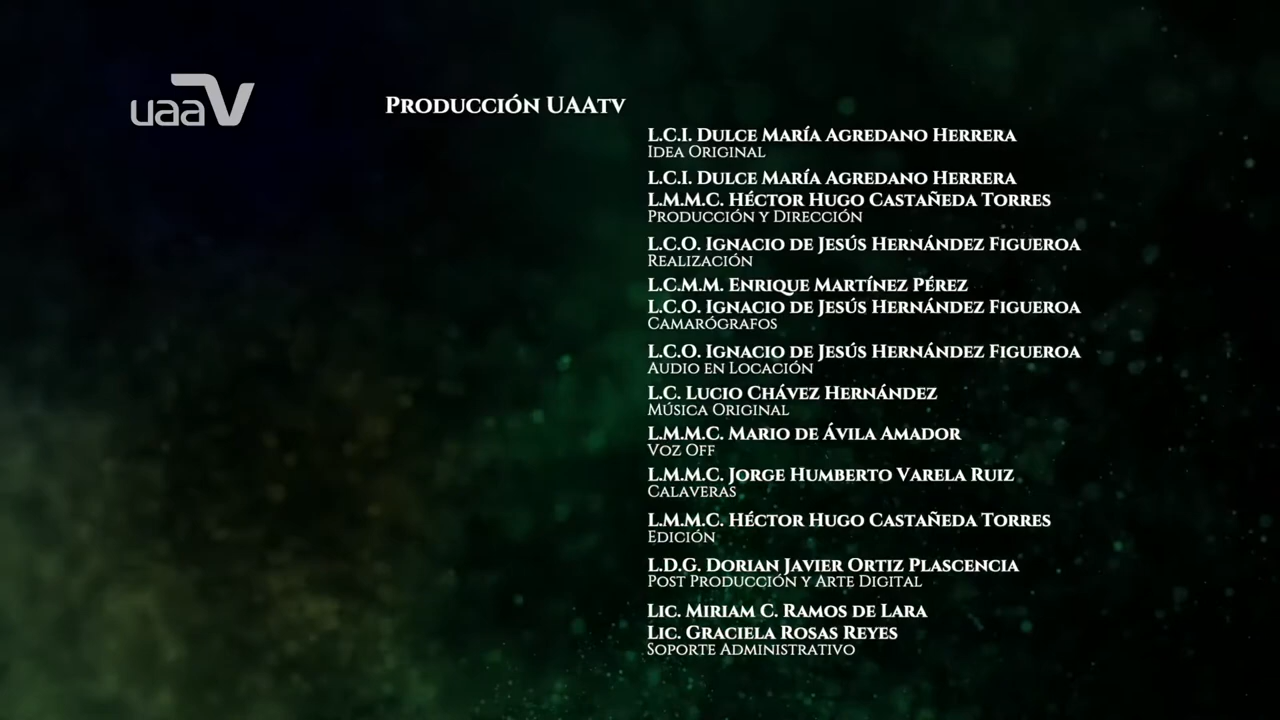 uaaV
Producción UAAtv
L.C.I. Dulce María Agredano Herrera
Idea Original
L.C.I. Dulce María Agredano Herrera
L.M.M.C. Héctor Hugo Castañeda Torres
Producción y Dirección
L.C.O. Ignacio de Jesús Hernández Figueroa
Realización
L.C.M.M. Enrique Martínez Pérez
L.C.O. Ignacio de Jesús Hernández Figueroa
Camarógrafos
L.C.O. Ignacio de Jesús Hernández Figueroa
Audio en Locación
L.C. Lucio Chávez Hernández
Música Original
L.M.M.C. Mario de Ávila Amador
Voz Off
L.M.M.C. Jorge Humberto Varela Ruiz
Calaveras
L.M.M.C. Héctor Hugo Castañeda Torres
Edición
L.D.G. Dorian Javier Ortiz Plascencia
Post Producción y Arte Digital
Lic. Miriam C. Ramos de Lara
Lic. Graciela Rosas Reyes
Soporte Administrativo